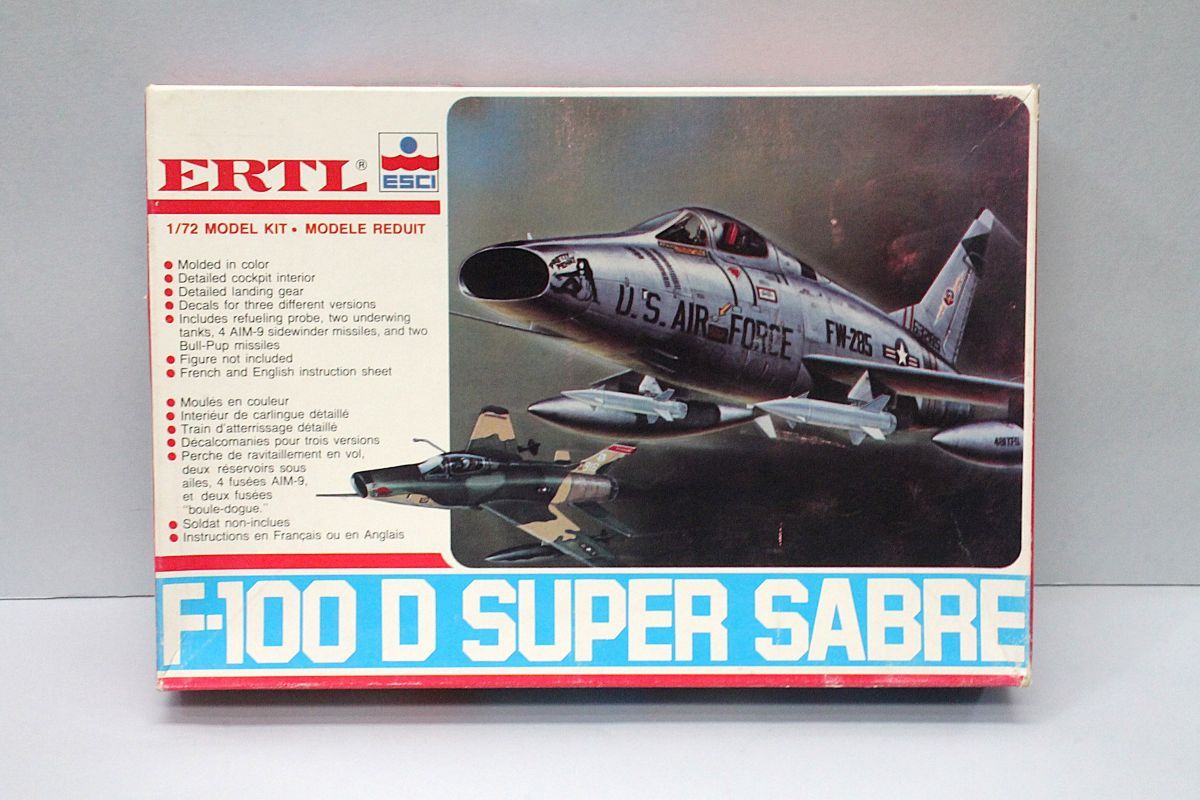 ERTL®
ESCI
1/72 MODEL KIT • MODELE REDUIT
• Molded in color
• Detailed cockpit interior
• Detailed landing gear
• Decals for three different versions
• Includes refueling probe, two underwing
tanks, 4 AIM-9 sidewinder missiles, and two
Bull-Pup missiles
• Figure not included
• French and English instruction sheet
• Moulés en couleur
• Interiéur de carlingue détaillé
• Train d'atterrissage détaillé
• Décalcomanies pour trois versions
• Perche de ravitaillement en vol,
deux réservoirs sous
ailes, 4 fusées AIM-9,
et deux fusées
"boule-dogue."
• Soldat non-inclues
• Instructions en Français ou en Anglais
U.S. AIR FORCE
FW-285
F-100 D SUPER SABRE